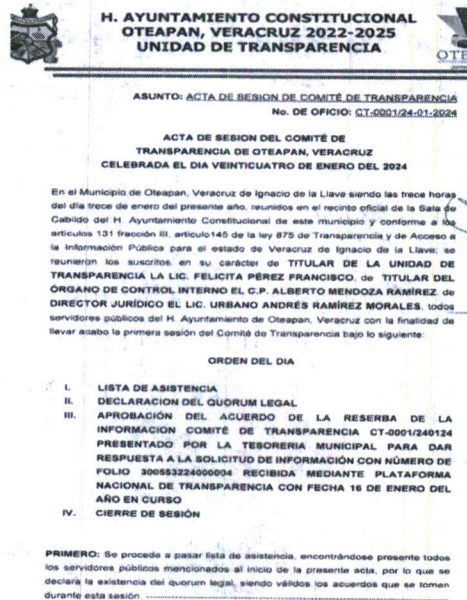 H. AYUNTAMIENTO CONSTITUCIONAL
OTEAPAN, VERACRUZ 2022-2025
UNIDAD DE TRANSPARENCIA
OTE
ASUNTO: ACTA DE SESION DE COMITÉ DE TRANSPARENCIA
No. DE OFICIO: CT-0001/24-01-2024
ACTA DE SESION DEL COMITÉ DE
TRANSPARENCIA DE OTEAPAN, VERACRUZ
CELEBRADA EL DIA VEINTICUATRO DE ENERO DEL 2024
En el Municipio de Oteapan, Veracruz de Ignacio de la Llave siendo las trece horas
del día trece de enero del presente año, reunidos en el recinto oficial de la Sala de
Cabildo del H. Ayuntamiento Constitucional de este municipio y conforme a los
articulos 131 fracción III, articulo145 de la ley 875 de Transparencia y de Acceso a
la Información Pública para el estado de Veracruz de Ignacio de la Llave; se
reunieron los suscritos en su carácter de TITULAR DE LA UNIDAD DE
TRANSPARENCIA LA LIC. FELICITA PÉREZ FRANCISCO, de TITULAR DEL
ÓRGANO DE CONTROL INTERNO EL C.P. ALBERTO MENDOZA RAMÍREZ, de
DIRECTOR JURÍDICO EL LIC. URBANO ANDRÉS RAMÍREZ MORALES, todos
servidores públicos del H. Ayuntamiento de Oteapan, Veracruz con la finalidad de
llevar acabo la primera sesión del Comité de Transparencia bajo lo siguiente:
ORDEN DEL DIA
I. LISTA DE ASISTENCIA
II. DECLARACION DEL QUORUM LEGAL
III. APROBACIÓN DEL ACUERDO DE LA RESERBA DE LA
INFORMACION COMITÉ DE TRANSPARENCIA CT-0001/240124
PRESENTADO POR LA TESORERIA MUNICIPAL PARA DAR
RESPUESTA A LA SOLICITUD DE INFORMACIÓN CON NÚMERO DE
FOLIO 300553224000004 RECIBIDA MEDIANTE PLATAFORMA
NACIONAL DE TRANSPARENCIA CON FECHA 16 DE ENERO DEL
AÑO EN CURSO
IV. CIERRE DE SESIÓN
PRIMERO: Se procede a pasar lista de asistencia, encontrándose presente todos
los servidores públicos mencionados al inicio de la presente acta, por lo que se
declara la existencia del quorum legal, siendo válidos los acuerdos que se tomen
durante esta sesión.